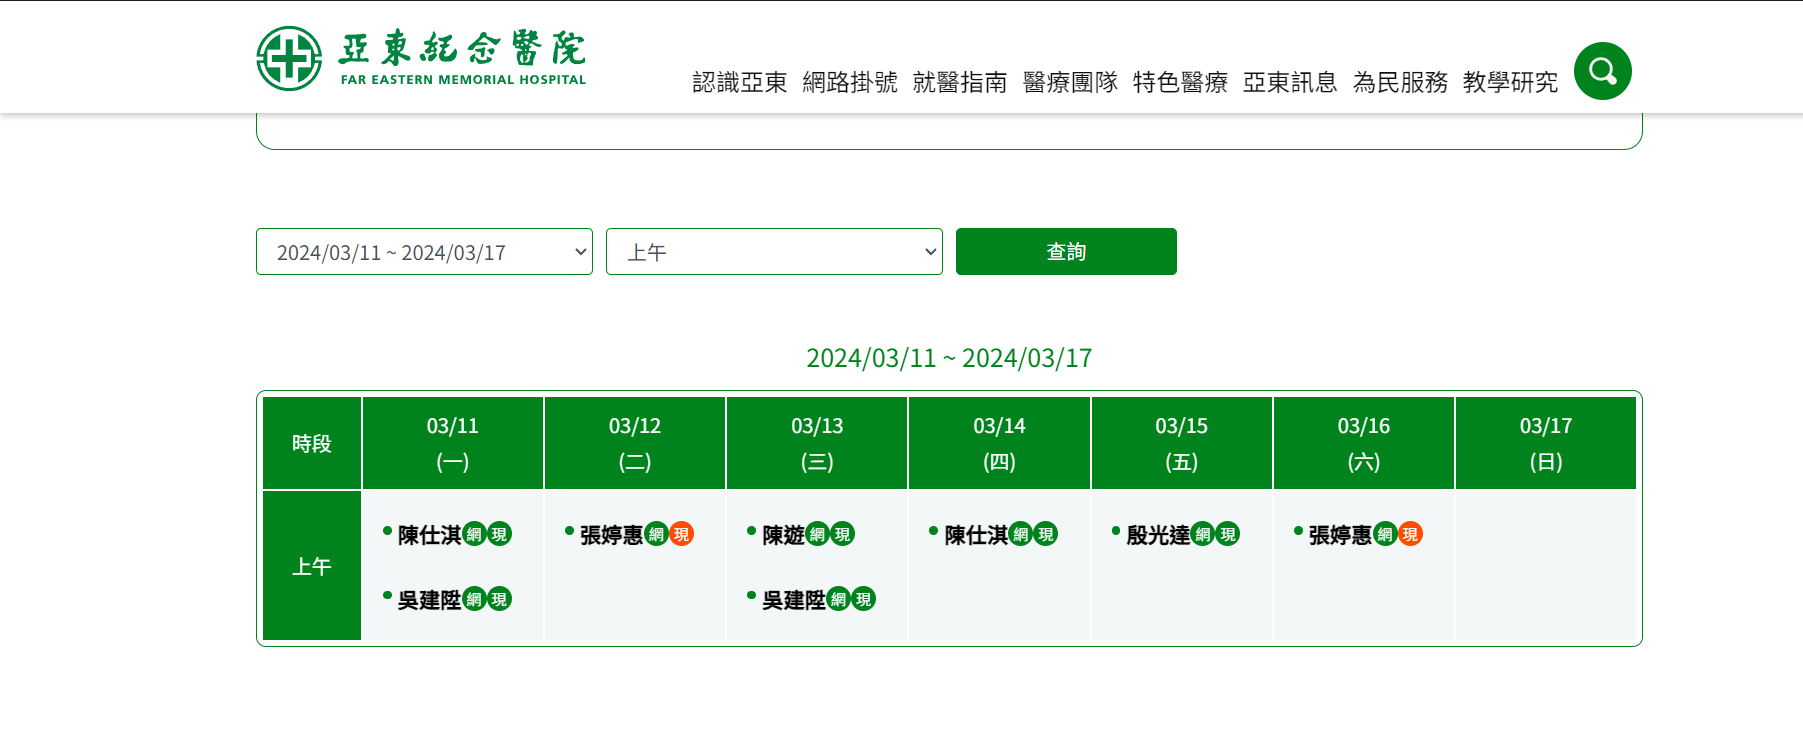 亞東紀念醫院
FAR EASTERN MEMORIAL HOSPITAL
認識亞東 網路掛號 就醫指南 醫療團隊 特色醫療 亞東訊息 為民服務 教學研究
2024/03/11 ~ 2024/03/17 上午 查詢
2024/03/11 ~ 2024/03/17
時段 03/11 03/12 03/13 03/14 03/15 03/16 03/17
(一) (二) (三) (四) (五) (六) (日)
上午
陳仕淇網現 張婷惠網現 陳遊網現 陳仕淇網現 殷光達網現 張婷惠網現
吳建陞網現 吳建陞網現